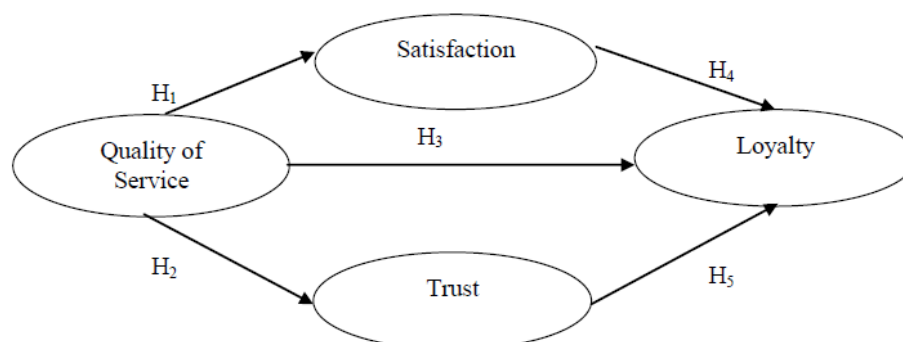 Satisfaction
H₁
H₄
H₃
Quality of
Service
Loyalty
H₂
Trust
H₅